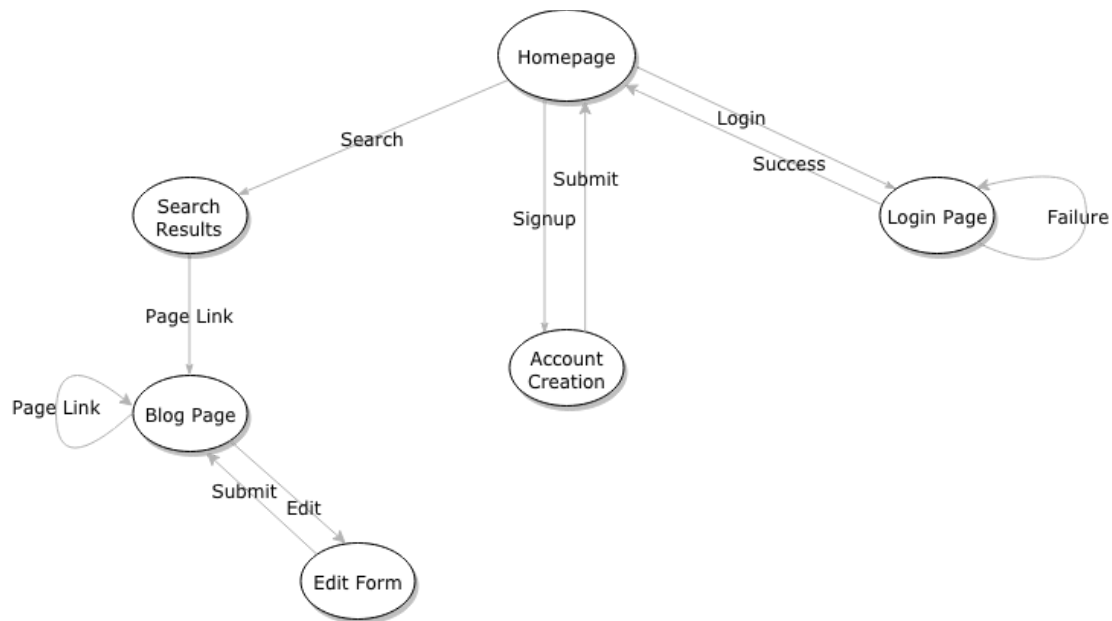 Homepage
Login
Search
Success
Submit
Search
Results
Signup
Login Page
Failure
Page Link
Account
Creation
Page Link
Blog Page
Submit
Edit
Edit Form